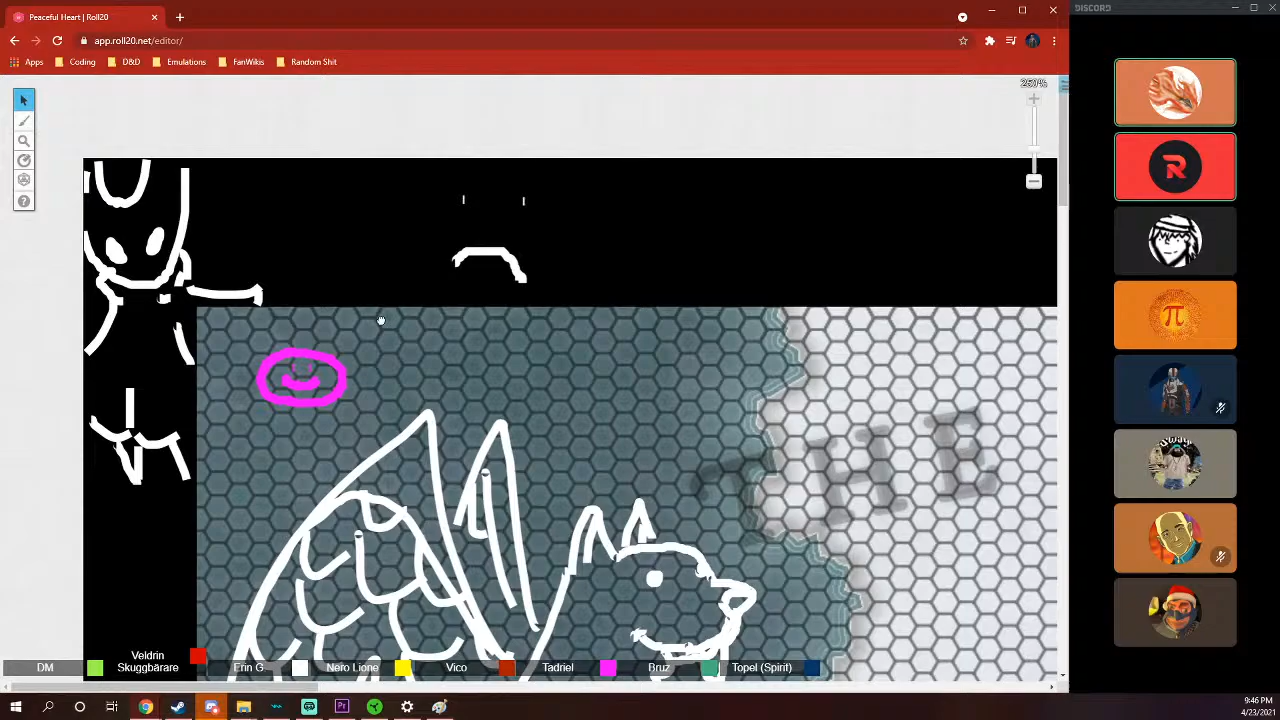 Peaceful Heart | Roll20
DISCORD
app.roll20.net/editor/
Apps Coding D&D Emulations FanWikis Random Shit
250%
THE
DM Veldrin Skuggbärare Erin G Nero Lione Vico Tadriel Bruz Topel (Spirit)
9:46 PM
4/23/2021